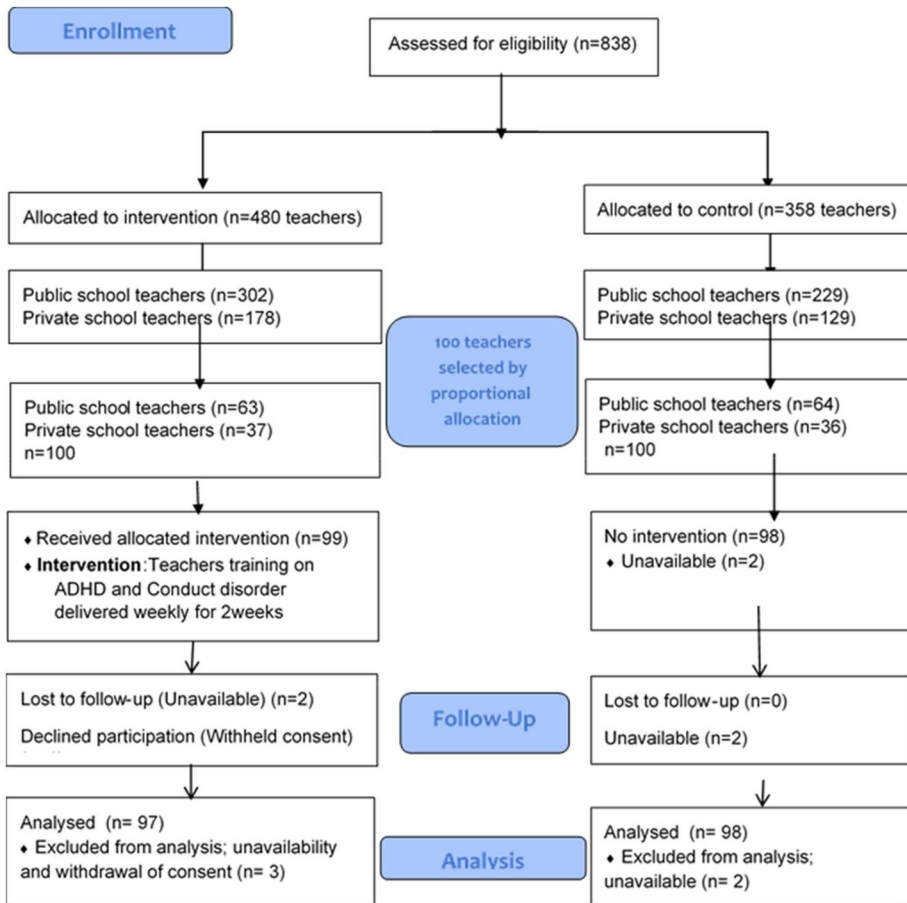 Enrollment
Assessed for eligibility (n=838)
Allocated to intervention (n=480 teachers)
Allocated to control (n=358 teachers)
Public school teachers (n=302)
Private school teachers (n=178)
Public school teachers (n=229)
Private school teachers (n=129)
100 teachers
selected by
proportional
allocation
Public school teachers (n=63)
Private school teachers (n=37)
n=100
Public school teachers (n=64)
Private school teachers (n=36)
n=100
♦ Received allocated intervention (n=99)
♦ Intervention:Teachers training on
ADHD and Conduct disorder
delivered weekly for 2weeks
No intervention (n=98)
♦ Unavailable (n=2)
Lost to follow-up (Unavailable) (n=2)
Declined participation (Withheld consent)
Follow-Up
Lost to follow-up (n=0)
Unavailable (n=2)
Analysed (n= 97)
♦ Excluded from analysis; unavailability
and withdrawal of consent (n= 3)
Analysis
Analysed (n= 98)
♦ Excluded from analysis;
unavailable (n= 2)